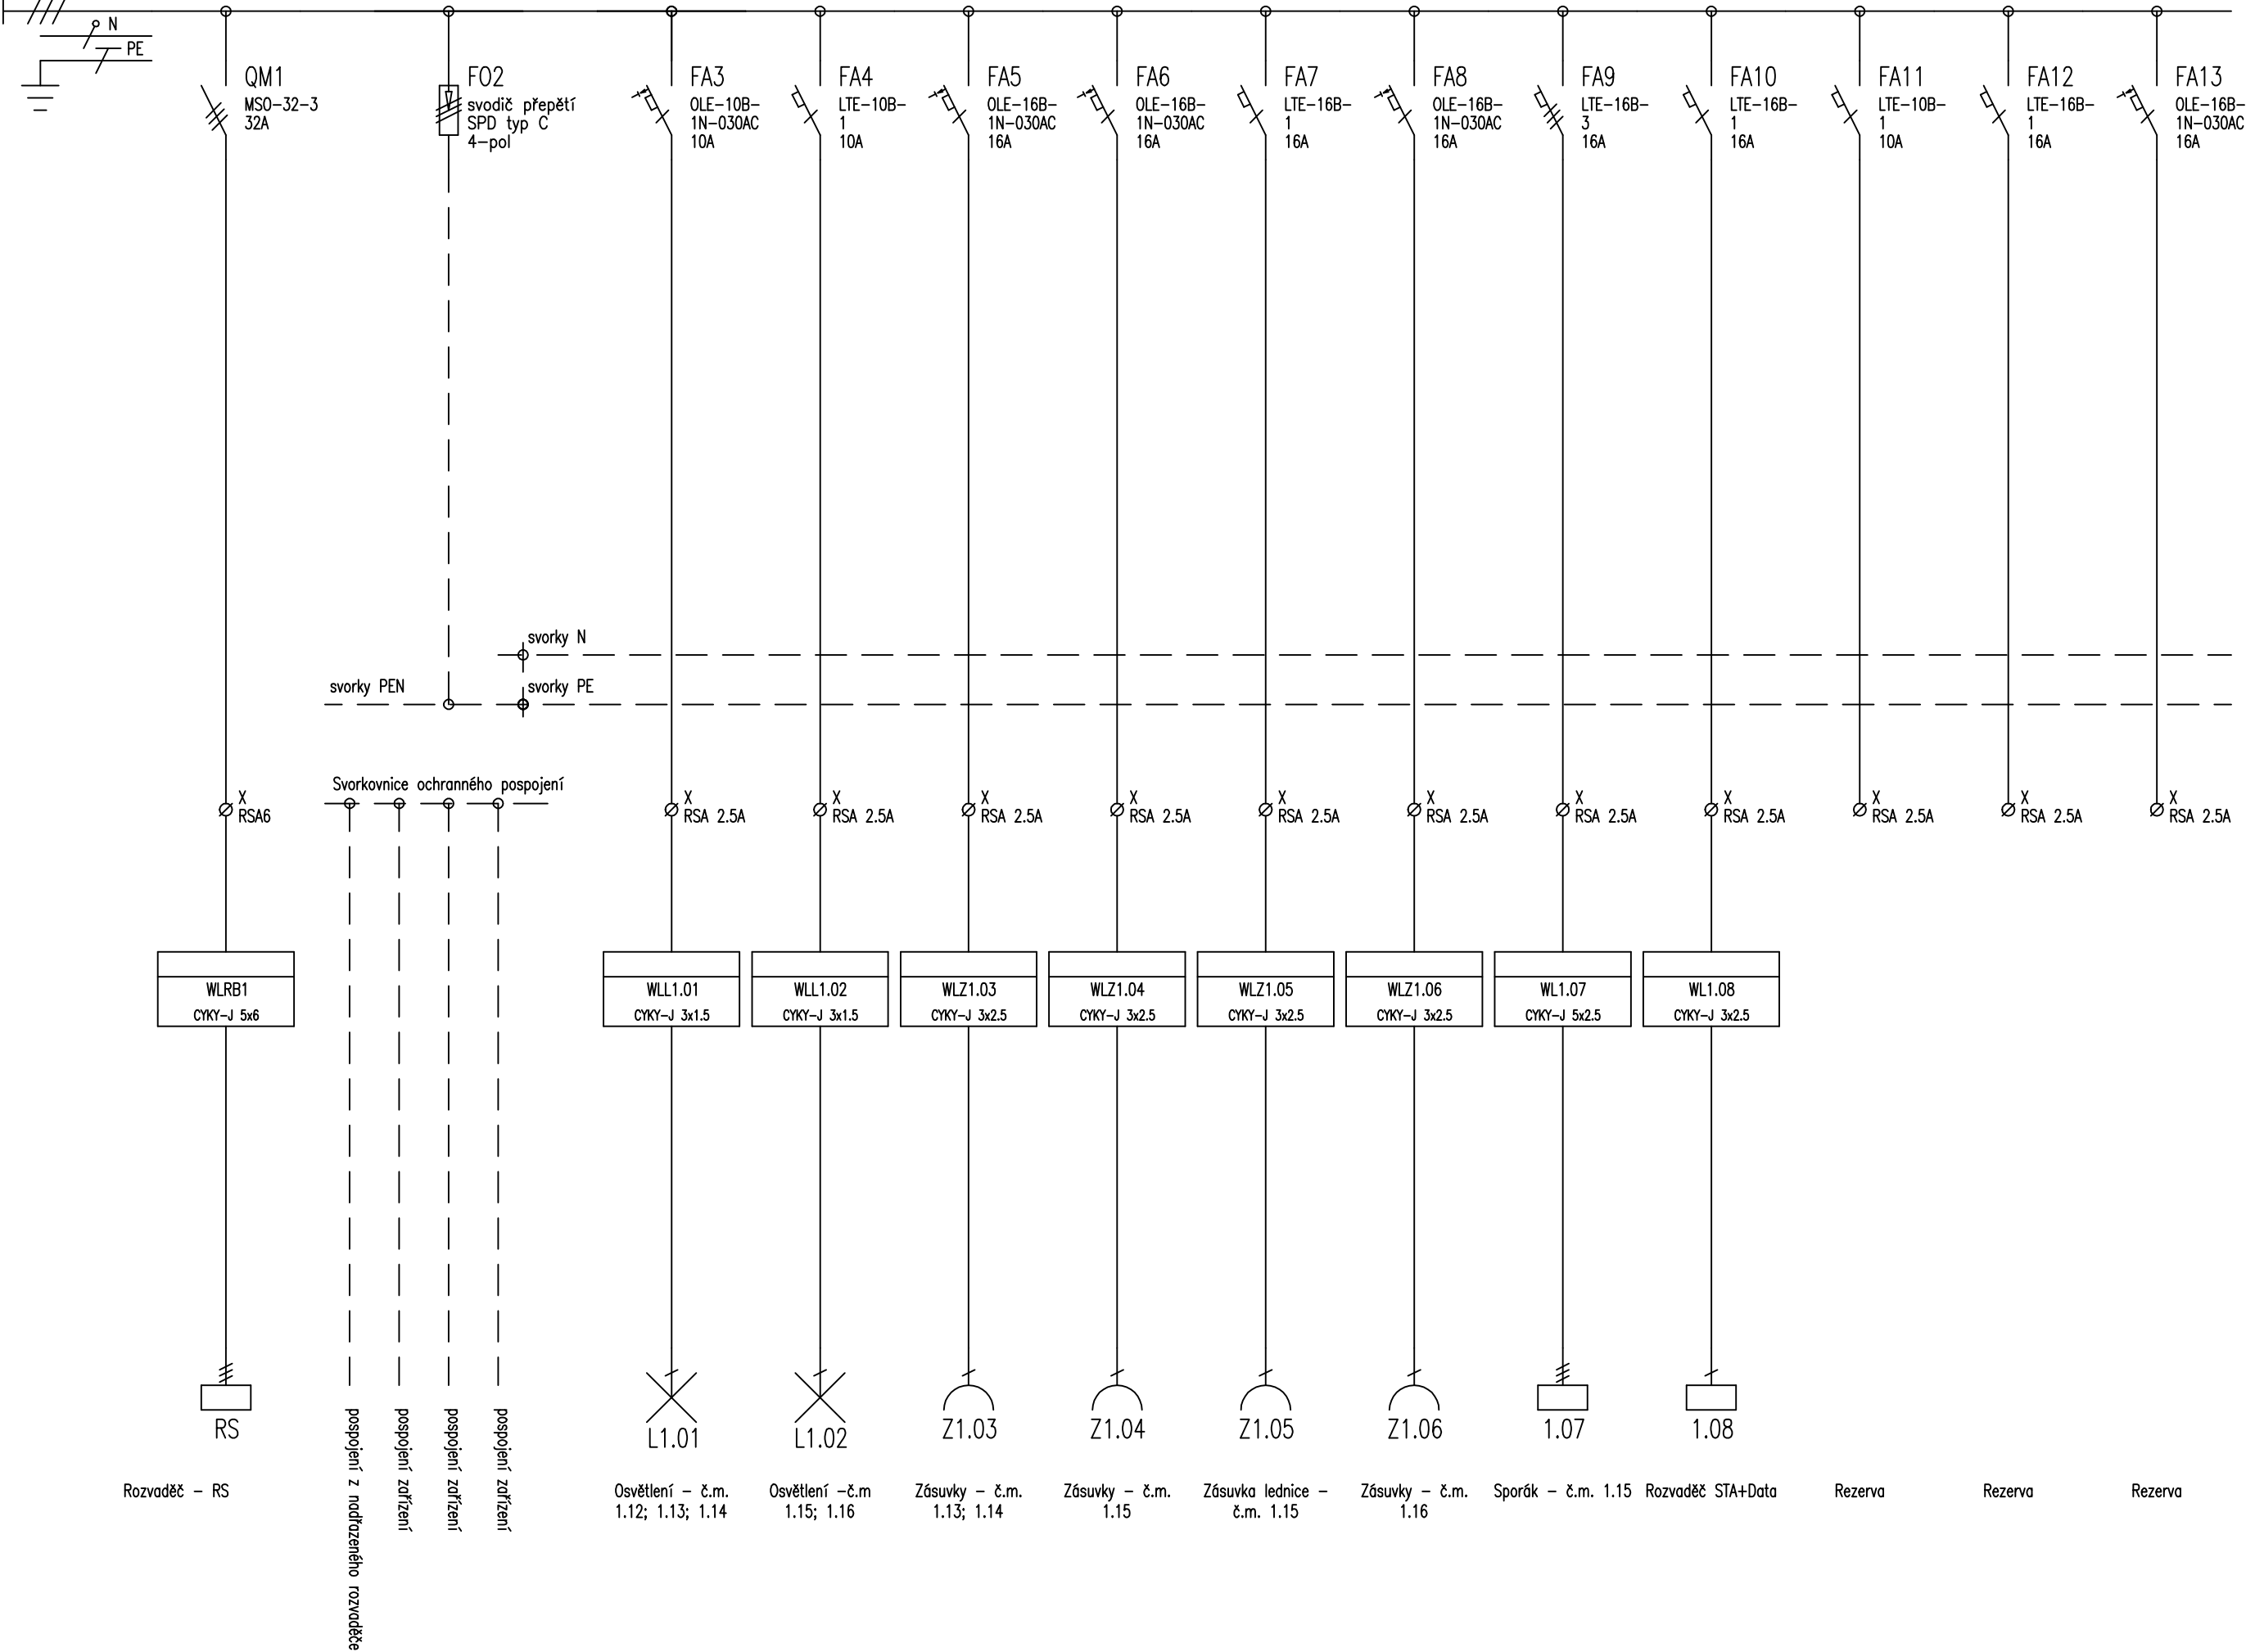 N
PE
QM1
MSO-32-3
32A
FO2
svodič přepětí
SPD typ C
4-pol
FA3
OLE-10B-
1N-030AC
10A
FA4
LTE-10B-
1
10A
FA5
OLE-16B-
1N-030AC
16A
FA6
OLE-16B-
1N-030AC
16A
FA7
LTE-16B-
1
16A
FA8
OLE-16B-
1N-030AC
16A
FA9
LTE-16B-
3
16A
FA10
LTE-16B-
1
16A
FA11
LTE-10B-
1
10A
FA12
LTE-16B-
1
16A
FA13
OLE-16B-
1N-030AC
16A
svorky N
svorky PEN
svorky PE
Svorkovnice ochranného pospojení
X
RSA6
X
RSA 2.5A
X
RSA 2.5A
X
RSA 2.5A
X
RSA 2.5A
X
RSA 2.5A
X
RSA 2.5A
X
RSA 2.5A
X
RSA 2.5A
X
RSA 2.5A
X
RSA 2.5A
X
RSA 2.5A
WLRB1
CYKY-J 5x6
WLL1.01
CYKY-J 3x1.5
WLL1.02
CYKY-J 3x1.5
WLZ1.03
CYKY-J 3x2.5
WLZ1.04
CYKY-J 3x2.5
WLZ1.05
CYKY-J 3x2.5
WLZ1.06
CYKY-J 3x2.5
WL1.07
CYKY-J 5x2.5
WL1.08
CYKY-J 3x2.5
RS
Rozvaděč - RS
pospojení z nadřazeného rozvaděče
pospojení zařízení
pospojení zařízení
pospojení zařízení
L1.01
Osvětlení - č.m.
1.12; 1.13; 1.14
L1.02
Osvětlení -č.m
1.15; 1.16
Z1.03
Zásuvky - č.m.
1.13; 1.14
Z1.04
Zásuvky - č.m.
1.15
Z1.05
Zásuvka lednice -
č.m. 1.15
Z1.06
Zásuvky - č.m.
1.16
1.07
Sporák - č.m. 1.15
1.08
Rozvaděč STA+Data
Rezerva
Rezerva
Rezerva